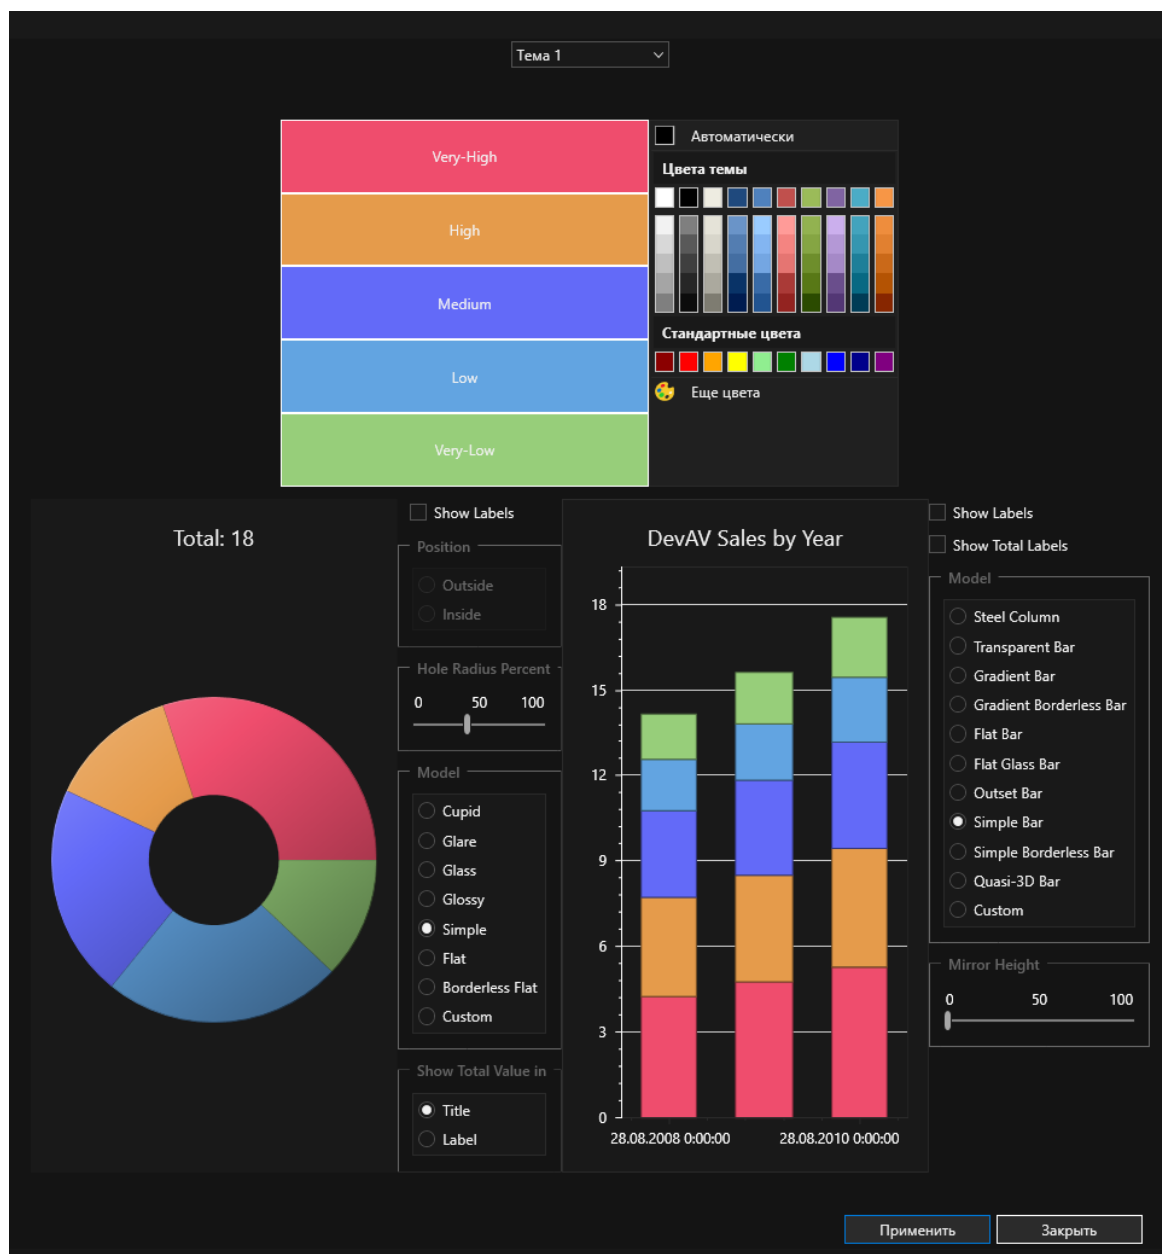 Тема 1
Very-High
High
Medium
Low
Very-Low
Автоматически
Цвета темы
Стандартные цвета
Еще цвета
Total: 18
Show Labels
Position
Outside
Inside
Hole Radius Percent
0 50 100
Model
Cupid
Glare
Glass
Glossy
Simple
Flat
Borderless Flat
Custom
Show Total Value in
Title
Label
DevAV Sales by Year
18
15
12
9
6
3
0
28.08.2008 0:00:00 28.08.2010 0:00:00
Show Labels
Show Total Labels
Model
Steel Column
Transparent Bar
Gradient Bar
Gradient Borderless Bar
Flat Bar
Flat Glass Bar
Outset Bar
Simple Bar
Simple Borderless Bar
Quasi-3D Bar
Custom
Mirror Height
0 50 100
Применить Закрыть